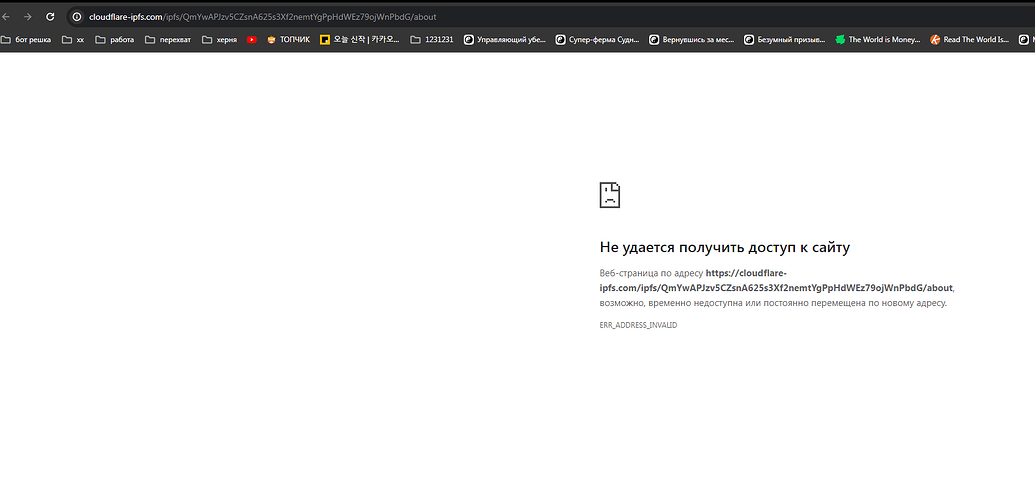 cloudflare-ipfs.com/ipfs/QmYwAPJzv5CZsnA625s3Xf2nemtYgPpHdWEz79ojWnPbdG/about
бот решка хх работа перехват херня ТОПЧИК 오늘 신작 | 카카오... 1231231 Управляющий убе... Супер-ферма Судн... Вернувшись за мес... Безумный призыв... The World is Money... Read The World Is...
Не удается получить доступ к сайту
Веб-страница по адресу https://cloudflare-
ipfs.com/ipfs/QmYwAPJzv5CZsnA625s3Xf2nemtYgPpHdWEz79ojWnPbdG/about,
возможно, временно недоступна или постоянно перемещена по новому адресу.
ERR_ADDRESS_INVALID